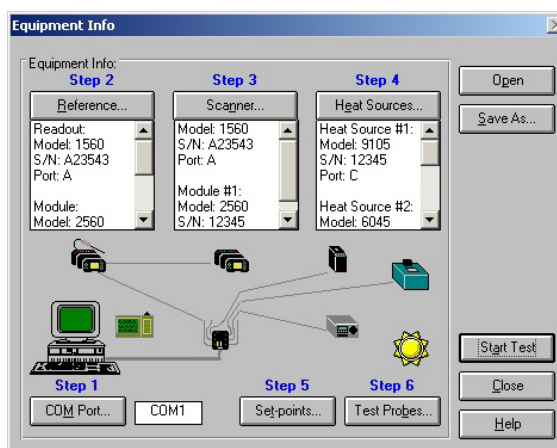 Equipment Info
Equipment Info:
Step 2
Reference...
Readout:
Model: 1560
S/N: A23543
Port: A
Module:
Model: 2560
Step 3
Scanner...
Model: 1560
S/N: A23543
Port: A
Module #1:
Model: 2560
S/N: 12345
Step 4
Heat Sources...
Heat Source #1:
Model: 9105
S/N: 12345
Port: C
Heat Source #2:
Model: 6045
Open
Save As...
Step 1
COM Port...
COM1
Step 5
Set-points...
Step 6
Test Probes...
Start Test
Close
Help